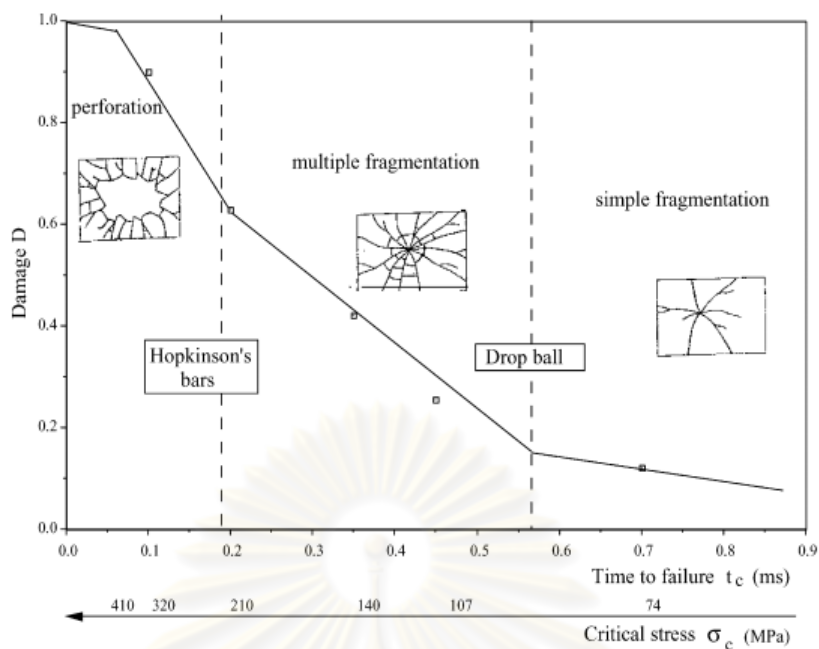 1.0
0.8
0.6
0.4
0.2
0.0
Damage D
perforation
multiple fragmentation
simple fragmentation
Hopkinson's
bars
Drop ball
0.0 0.1 0.2 0.3 0.4 0.5 0.6 0.7 0.8 0.9
Time to failure t c (ms)
410 320 210 140 107 74
Critical stress σ c (MPa)